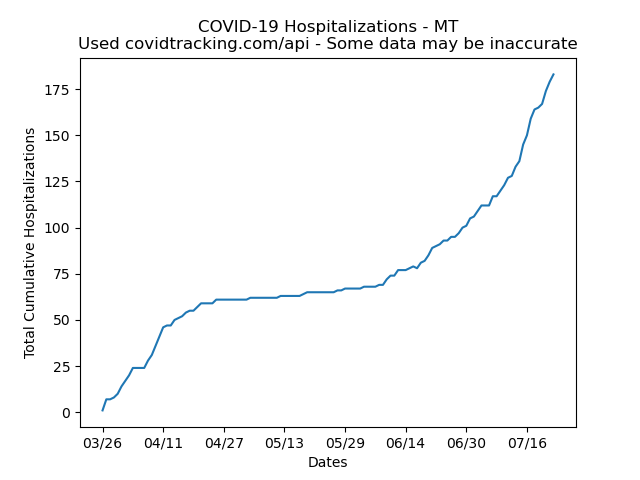 COVID-19 Hospitalizations - MT
Used covidtracking.com/api - Some data may be inaccurate
Total Cumulative Hospitalizations
175
150
125
100
75
50
25
0
03/26 04/11 04/27 05/13 05/29 06/14 06/30 07/16
Dates